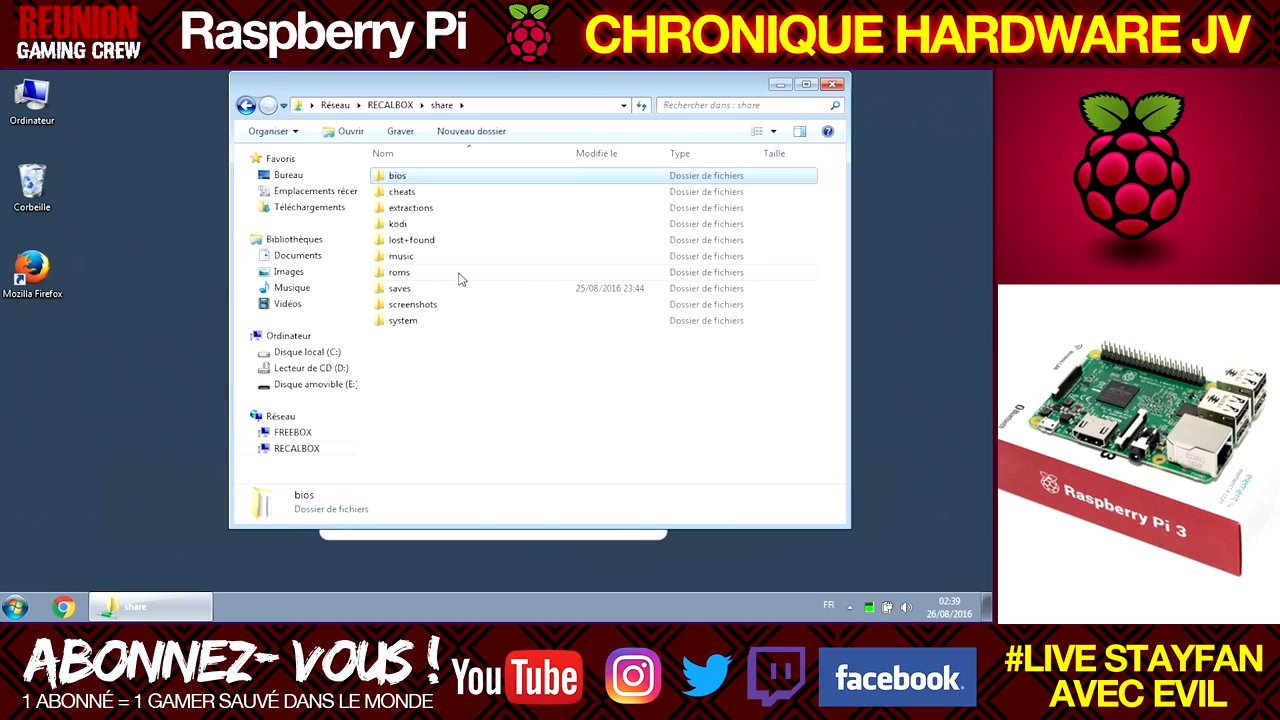 REUNION
GAMING CREW
Raspberry Pi
CHRONIQUE HARDWARE JV
Ordinateur
Corbeille
Mozilla Firefox
Réseau
RECALBOX
share
Rechercher dans : share
Organiser
Ouvrir
Graver
Nouveau dossier
Nom
Modifié le
Type
Taille
Favoris
Bureau
Emplacements récer
Téléchargements
Bibliothèques
Documents
Images
Musique
Vidéos
Ordinateur
Disque local (C:)
Lecteur de CD (D:)
Disque amovible (E:)
Réseau
FREEBOX
RECALBOX
bios Dossier de fichiers
cheats Dossier de fichiers
extractions Dossier de fichiers
kodi Dossier de fichiers
lost+found Dossier de fichiers
music Dossier de fichiers
roms Dossier de fichiers
saves 25/08/2016 23:44 Dossier de fichiers
screenshots Dossier de fichiers
system Dossier de fichiers
bios
Dossier de fichiers
share
FR
02:39
26/08/2016
Raspberry Pi 3
ABONNEZ-VOUS !
1 ABONNÉ = 1 GAMER SAUVÉ DANS LE MONDE
YouTube
facebook.
#LIVE STAYFAN
AVEC EVIL